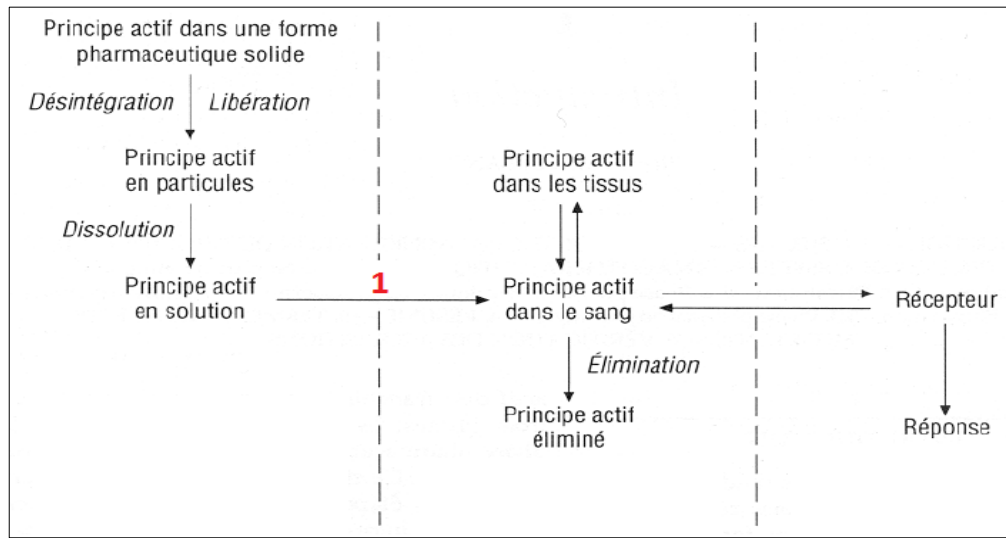 Principe actif dans une forme
pharmaceutique solide
Désintégration
Libération
Principe actif
en particules
Dissolution
Principe actif
en solution
1
Principe actif
dans les tissus
Principe actif
dans le sang
Élimination
Principe actif
éliminé
Récepteur
Réponse